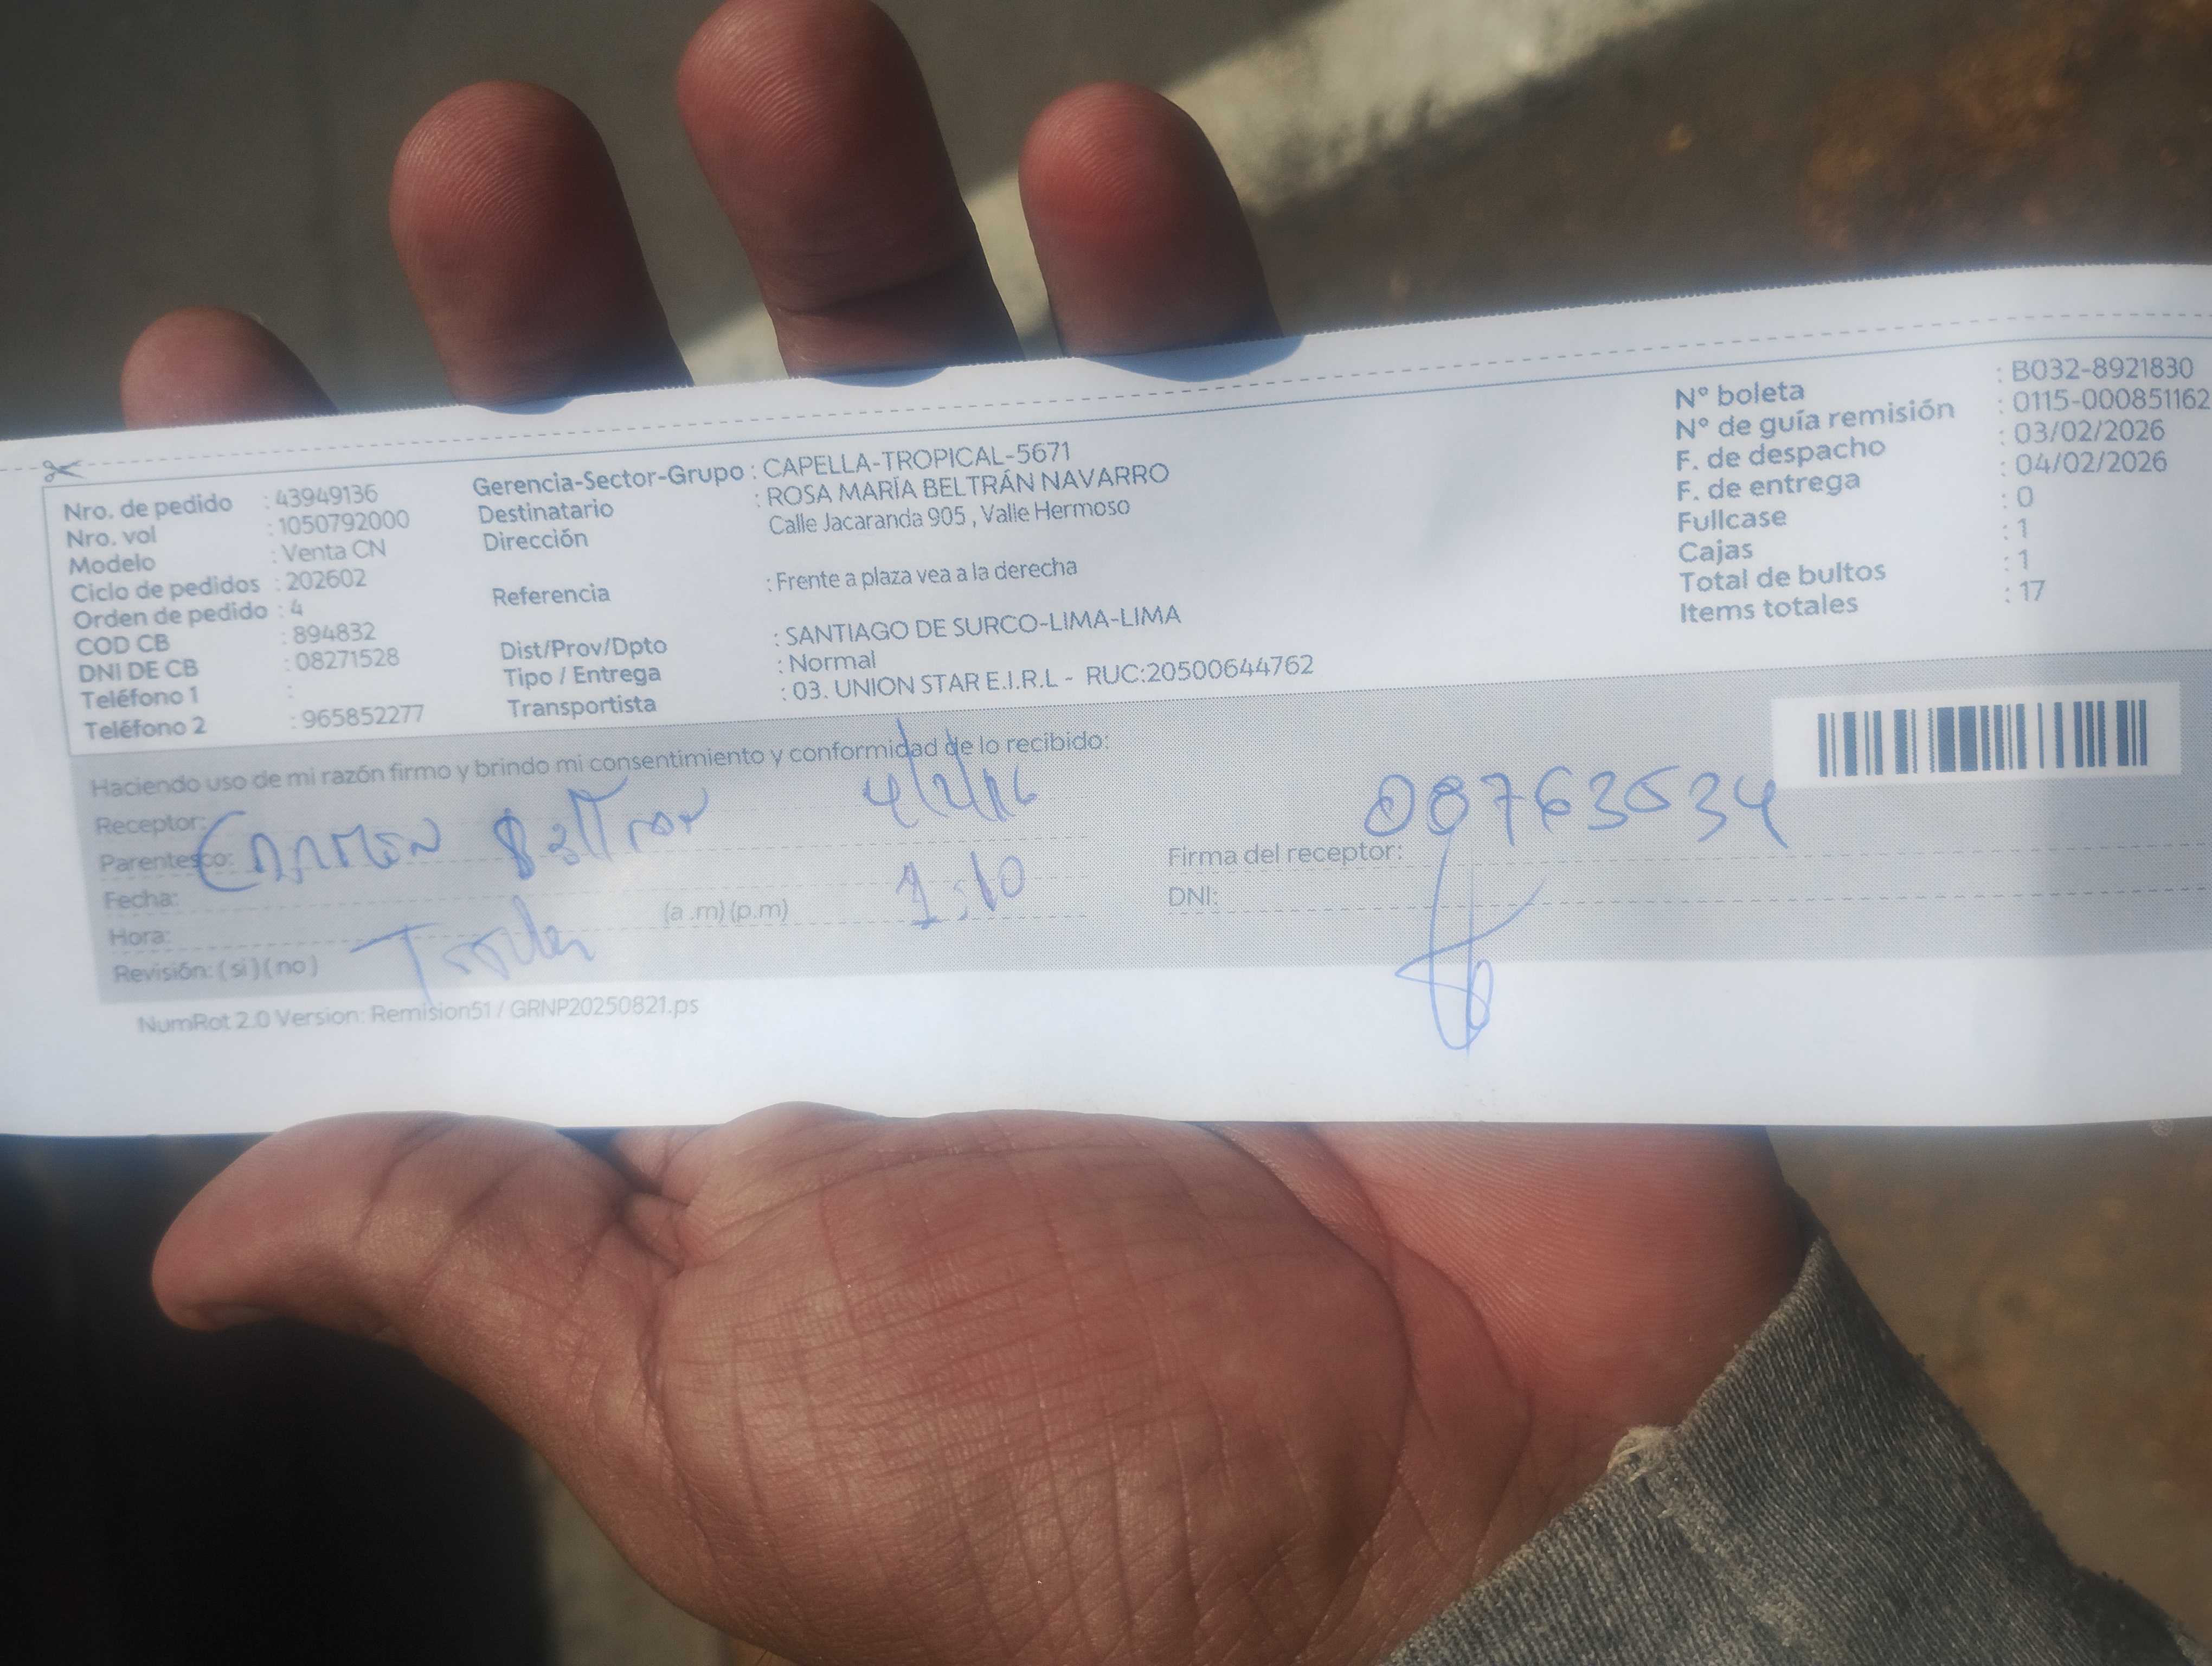 Nro. de pedido : 43949136
Nro. vol : 1050792000
Modelo : Venta CN
Ciclo de pedidos : 202602
Orden de pedido : 4
COD CB : 894832
DNI DE CB : 08271528
Teléfono 1 :
Teléfono 2 : 965852277
Gerencia-Sector-Grupo : CAPELLA-TROPICAL-5671
Destinatario : ROSA MARÍA BELTRÁN NAVARRO
Dirección Calle Jacaranda 905 , Valle Hermoso
Referencia : Frente a plaza vea a la derecha
Dist/Prov/Dpto : SANTIAGO DE SURCO-LIMA-LIMA
Tipo / Entrega : Normal
Transportista : 03. UNION STAR E.I.R.L - RUC:20500644762
N° boleta : B032-8921830
N° de guía remisión : 0115-000851162
F. de despacho : 03/02/2026
F. de entrega : 04/02/2026
Fullcase : 0
Cajas : 1
Total de bultos : 1
Items totales : 17
Haciendo uso de mi razón firmo y brindo mi consentimiento y conformidad de lo recibido:
Receptor:
Parentesco: Carmen
Fecha:
Hora: (a .m) (p.m) 1:10
Revisión: ( si ) ( no )
08763534
Firma del receptor:
DNI:
NumRot 2.0 Version: Remision51 / GRNP20250821.ps